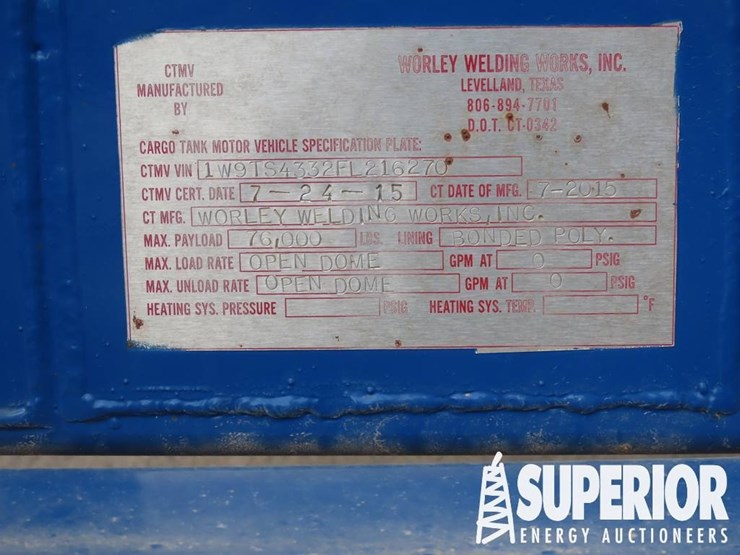 CTMV
MANUFACTURED
BY
WORLEY WELDING WORKS, INC.
LEVELLAND, TEXAS
806-894-7701
D.O.T. CT-0342
CARGO TANK MOTOR VEHICLE SPECIFICATION PLATE:
CTMV VIN 1W9TS4332FL216270
CTMV CERT. DATE 7-24-15 CT DATE OF MFG. 7-2015
CT MFG. WORLEY WELDING WORKS, INC.
MAX. PAYLOAD 76,000 LBS. LINING BONDED POLY.
MAX. LOAD RATE OPEN DOME GPM AT 0 PSIG
MAX. UNLOAD RATE OPEN DOME GPM AT 0 PSIG
HEATING SYS. PRESSURE PSIG HEATING SYS. TEMP. °F
SUPERIOR
ENERGY AUCTIONEERS